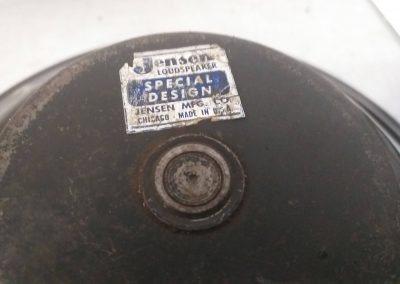 Jensen
LOUDSPEAKER
SPECIAL
DESIGN
JENSEN MFG. CO.
CHICAGO - MADE IN U.S.A.